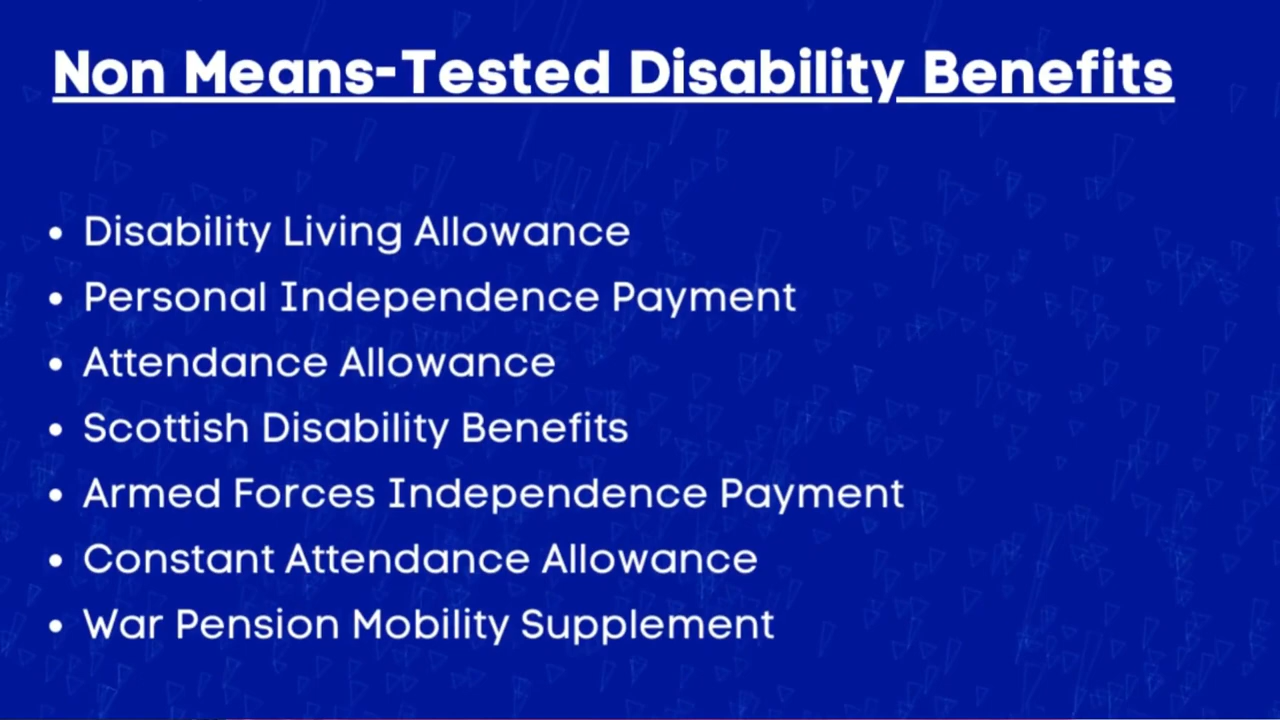 Non Means-Tested Disability Benefits
• Disability Living Allowance
• Personal Independence Payment
• Attendance Allowance
• Scottish Disability Benefits
• Armed Forces Independence Payment
• Constant Attendance Allowance
• War Pension Mobility Supplement